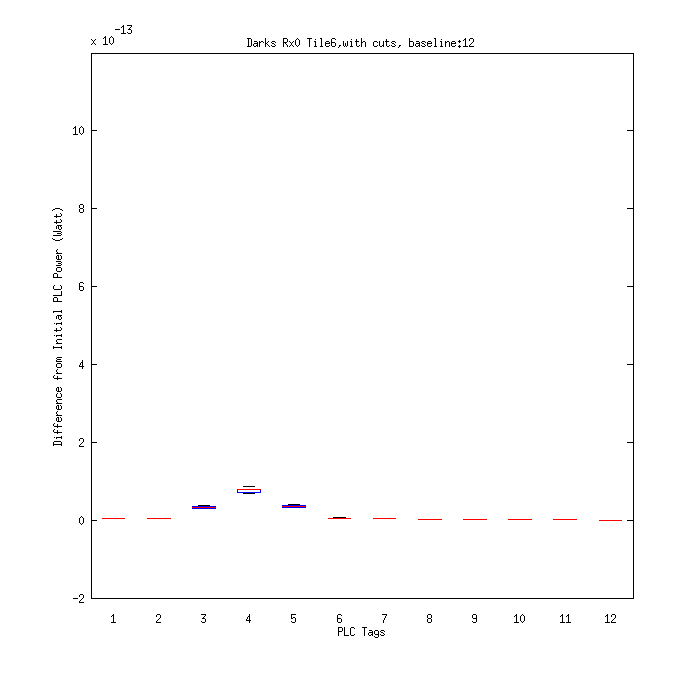 x 10-13
Darks Rx0 Tile6,with cuts, baseline:12
Difference from Initial PLC Power (Watt)
10
8
6
4
2
0
-2
1 2 3 4 5 6 7 8 9 10 11 12
PLC Tags